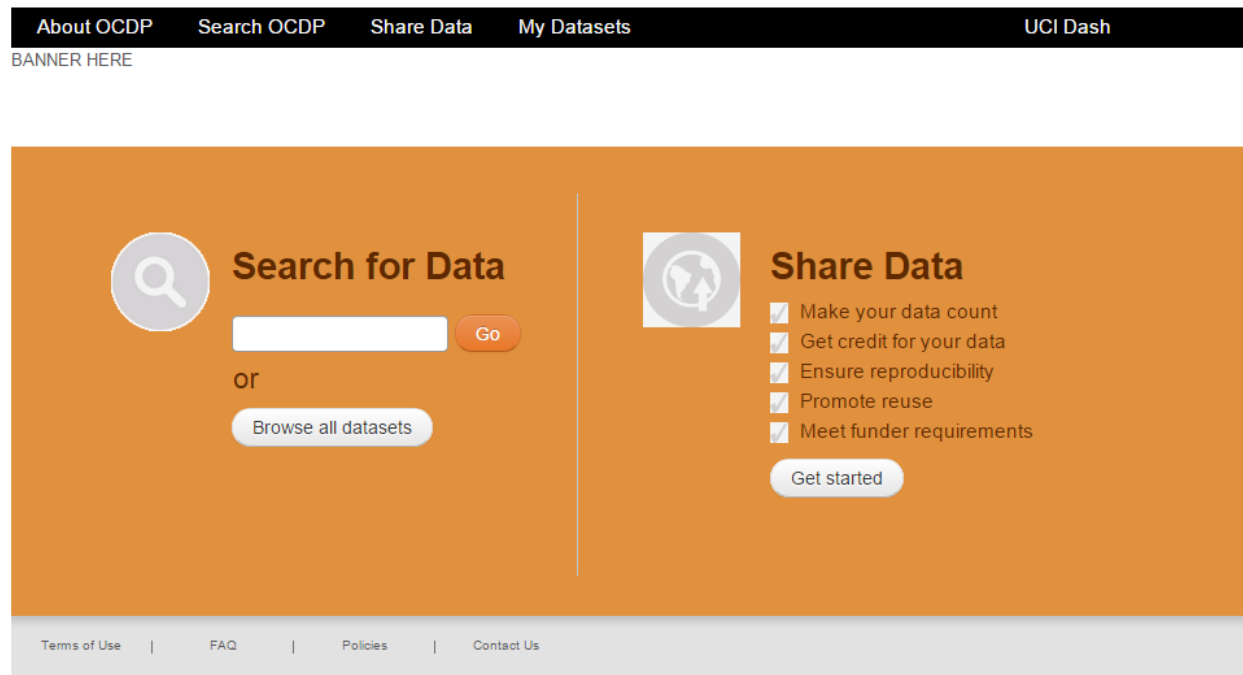 About OCDP Search OCDP Share Data My Datasets UCI Dash
BANNER HERE
Search for Data
Go
or
Browse all datasets
Share Data
Make your data count
Get credit for your data
Ensure reproducibility
Promote reuse
Meet funder requirements
Get started
Terms of Use | FAQ | Policies | Contact Us